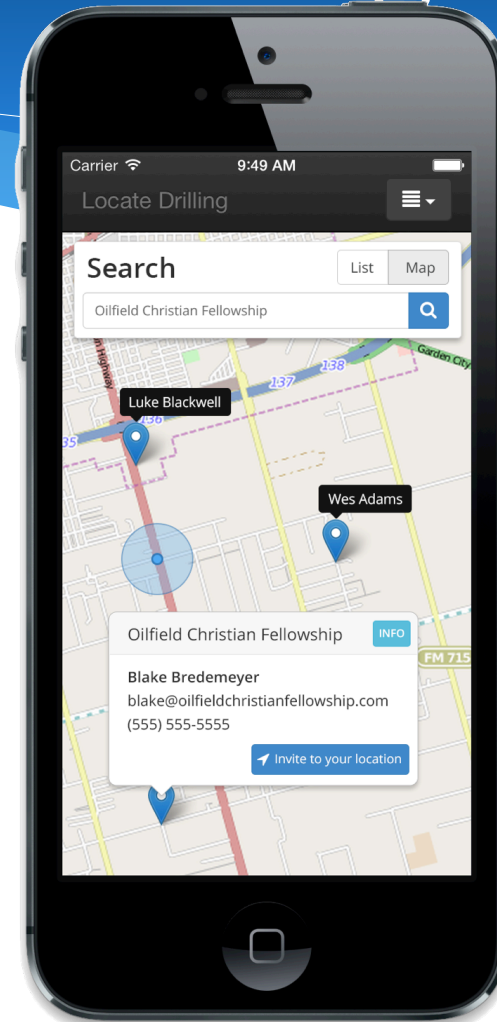 Carrier 9:49 AM
Locate Drilling
Search
List Map
Oilfield Christian Fellowship
n Highway
Garden City
138
137
Luke Blackwell
136
35
Wes Adams
Oilfield Christian Fellowship INFO
FM 715
Blake Bredemeyer
blake@oilfieldchristianfellowship.com
(555) 555-5555
Invite to your location